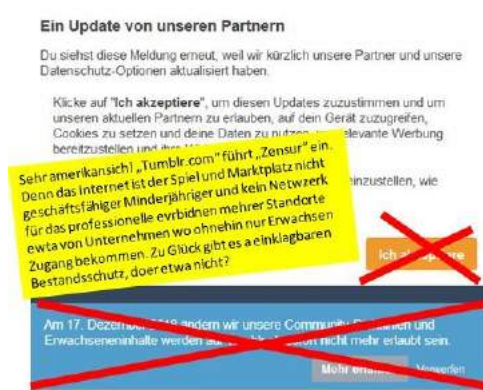 Ein Update von unseren Partnern
Du siehst diese Meldung erneut, weil wir kürzlich unsere Partner und unsere
Datenschutz-Optionen aktualisiert haben.
Klicke auf "Ich akzeptiere", um diesen Updates zuzustimmen und um
unseren aktuellen Partnern zu erlauben, auf dein Gerät zuzugreifen,
Cookies zu setzen und deine Daten zu nutzen, relevante Werbung
bereitzustellen und
einzustellen, wie
Sehr amerikansich! „Tumblr.com" führt „Zensur" ein.
Denn das Internet ist der Spiel und Marktplatz nicht
geschäftsfähiger Minderjähriger und kein Netwzerk
für das professionelle evrbidnen mehrer Standorte
ewta von Unternehmen wo ohnehin nur Erwachsen
Zugang bekommen. Zu Glück gibt es a einklagbaren
Bestandsschutz, doer etwa nicht?
Ich akzeptiere
Am 17. Dezember 2018 ändern wir unsere Community und
Erwachseneninhalte werden nicht mehr erlaubt sein.
Mehr Verwerfen